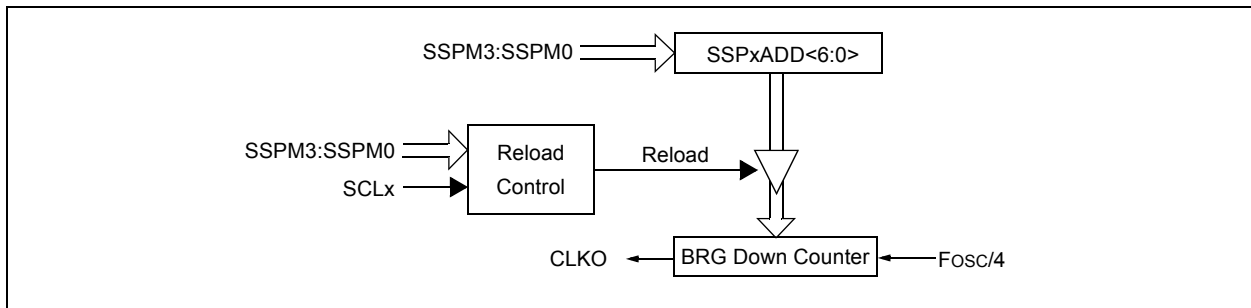 SSPM3:SSPM0
SSPxADD<6:0>
SSPM3:SSPM0
SCLx
Reload
Control
Reload
CLKO
BRG Down Counter
FOSC/4